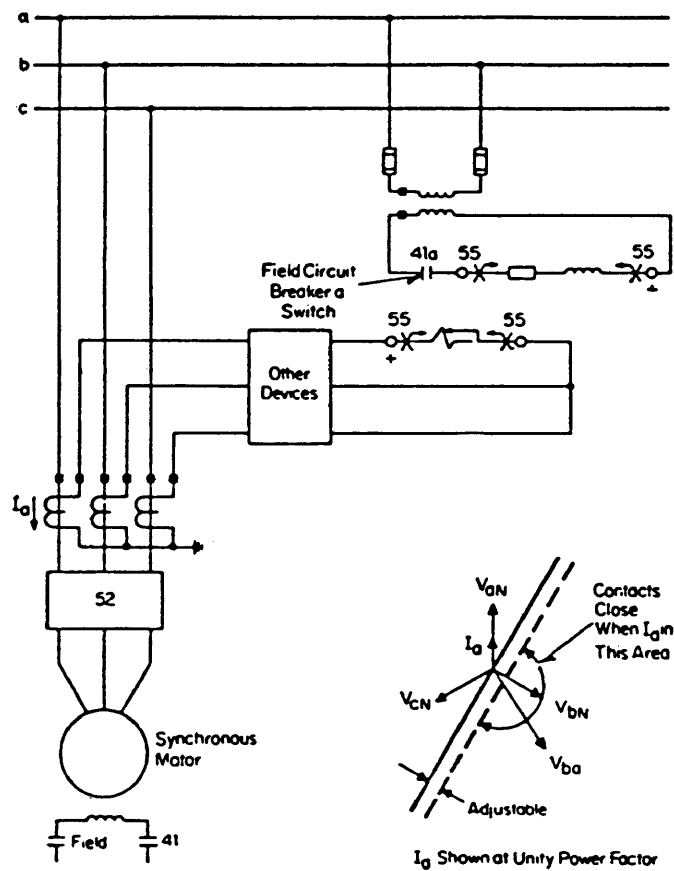 a
b
c
41a
55
55
+
Field Circuit
Breaker a
Switch
55
55
+
Other
Devices
Ia
52
Synchronous
Motor
Field
41
VaN
Ia
VcN
VbN
Vba
Contacts
Close
When Ia in
This Area
Adjustable
Ia Shown at Unity Power Factor